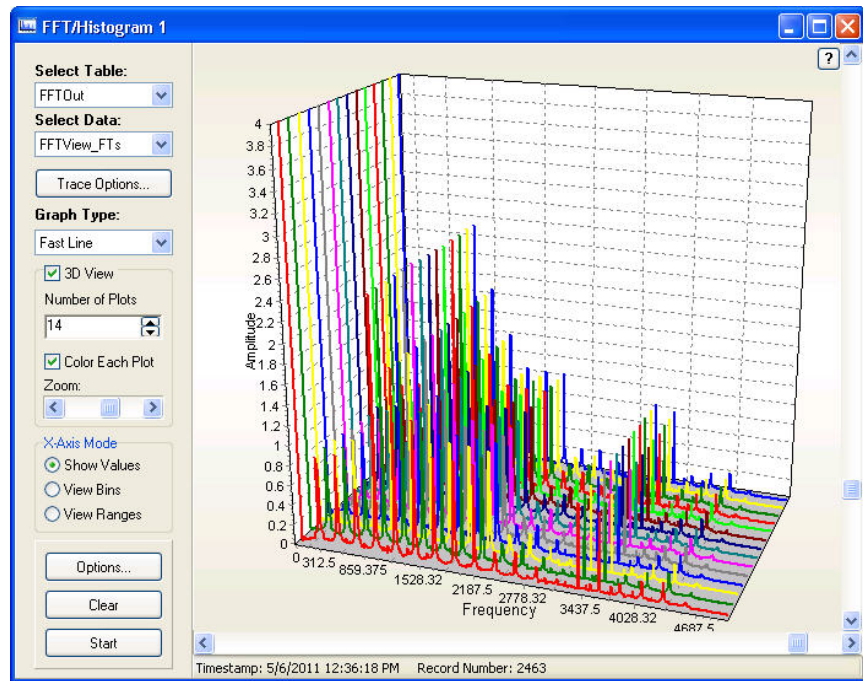 FFT/Histogram 1
Select Table:
FFTOut
Select Data:
FFTView_FTs
Trace Options...
Graph Type:
Fast Line
3D View
Number of Plots
14
Color Each Plot
Zoom:
X-Axis Mode
Show Values
View Bins
View Ranges
Options...
Clear
Start
?
4
3.8
3.6
3.4
3.2
3
2.8
2.6
2.4
2.2
2
1.8
1.6
1.4
1.2
1
0.8
0.6
0.4
0.2
0
Amplitude
0 312.5 859.375 1528.32 2187.5 2778.32 3437.5 4028.32 4687.5
Frequency
Timestamp: 5/6/2011 12:36:18 PM Record Number: 2463